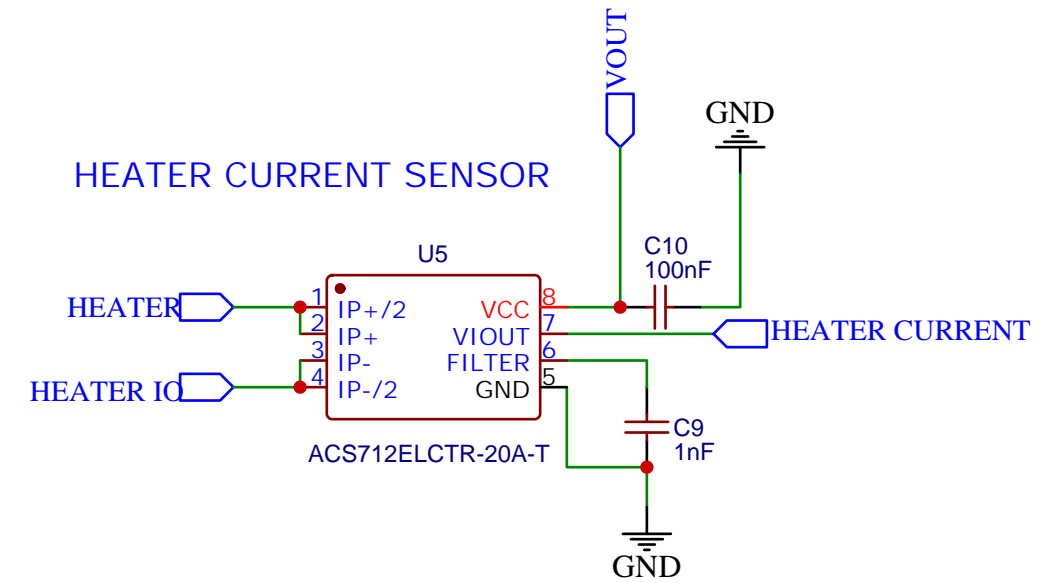 VOUT
GND
HEATER CURRENT SENSOR
U5
C10
100nF
HEATER
1
IP+/2
VCC
8
2
IP+
VIOUT
7
HEATER CURRENT
3
IP-
FILTER
6
HEATER IO
4
IP-/2
GND
5
C9
1nF
ACS712ELCTR-20A-T
GND